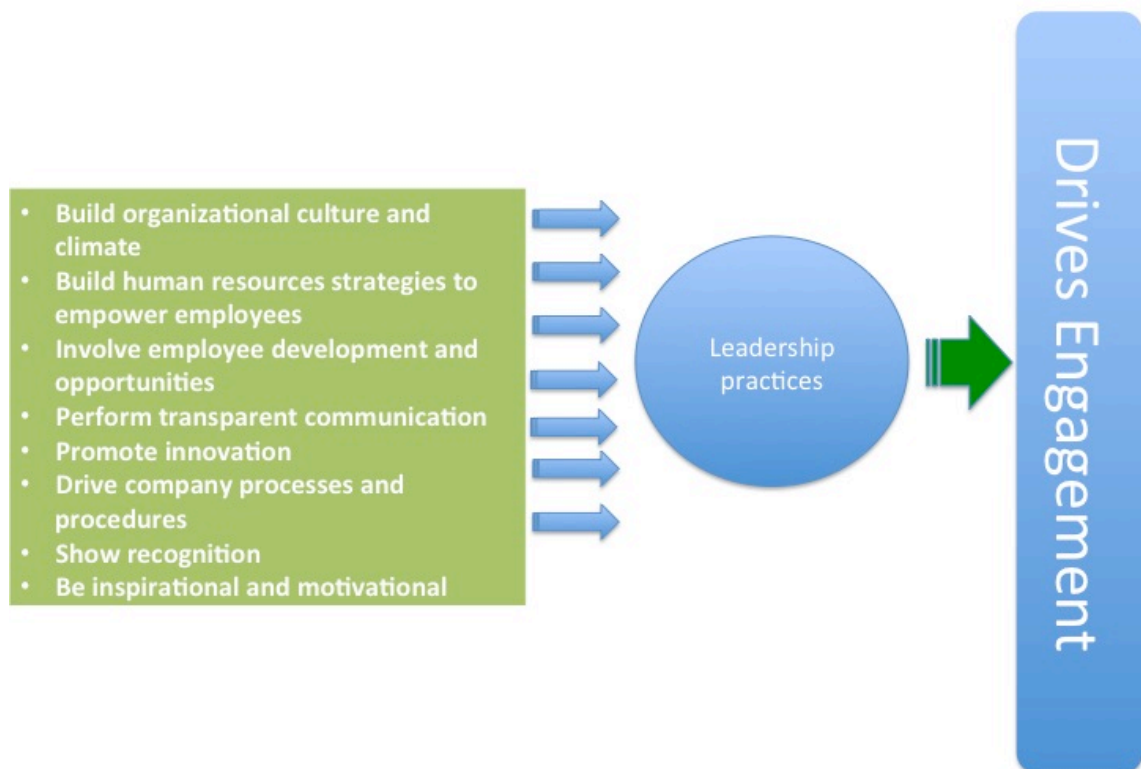 • Build organizational culture and
climate
• Build human resources strategies to
empower employees
• Involve employee development and
opportunities
• Perform transparent communication
• Promote innovation
• Drive company processes and
procedures
• Show recognition
• Be inspirational and motivational
Leadership
practices
Drives Engagement